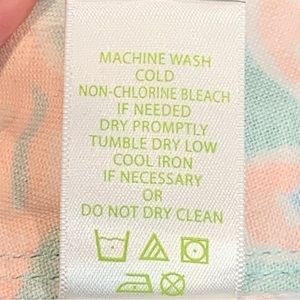 MACHINE WASH
COLD
NON-CHLORINE BLEACH
IF NEEDED
DRY PROMPTLY
TUMBLE DRY LOW
COOL IRON
IF NECESSARY
OR
DO NOT DRY CLEAN